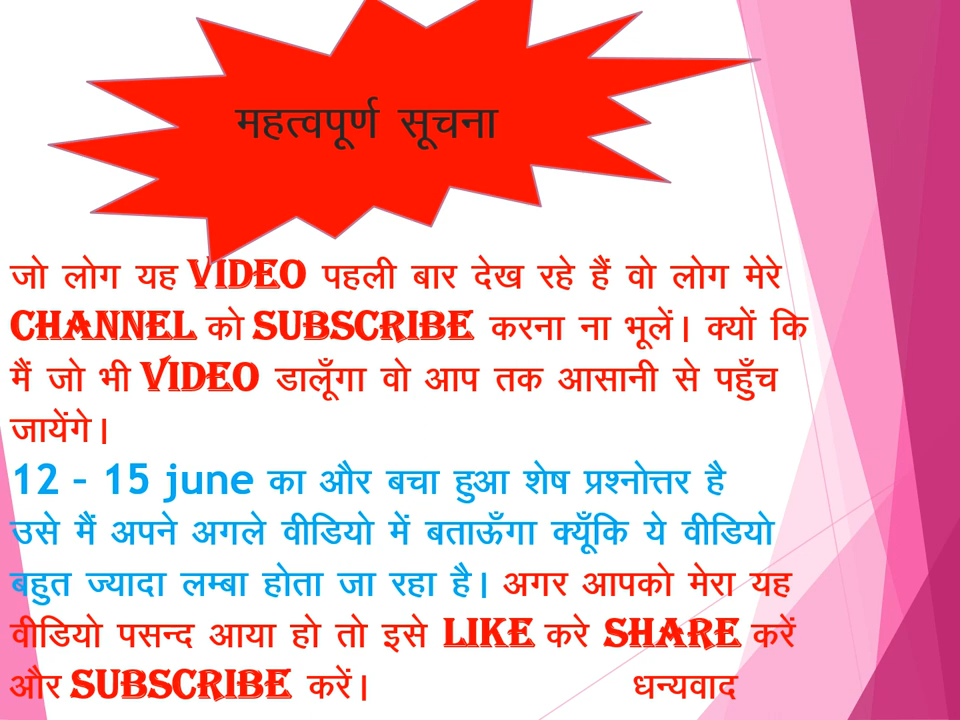 महत्वपूर्ण सूचना
जो लोग यह VIDEO पहली बार देख रहे हैं वो लोग मेरे
CHANNEL को SUBSCRIBE करना ना भूलें। क्यों कि
मैं जो भी VIDEO डालूँगा वो आप तक आसानी से पहुँच
जायेंगे।
12 – 15 june का और बचा हुआ शेष प्रश्नोत्तर है
उसे मैं अपने अगले वीडियो में बताऊँगा क्यूँकि ये वीडियो
बहुत ज्यादा लम्बा होता जा रहा है। अगर आपको मेरा यह
वीडियो पसन्द आया हो तो इसे LIKE करे SHARE करें
और SUBSCRIBE करें। धन्यवाद